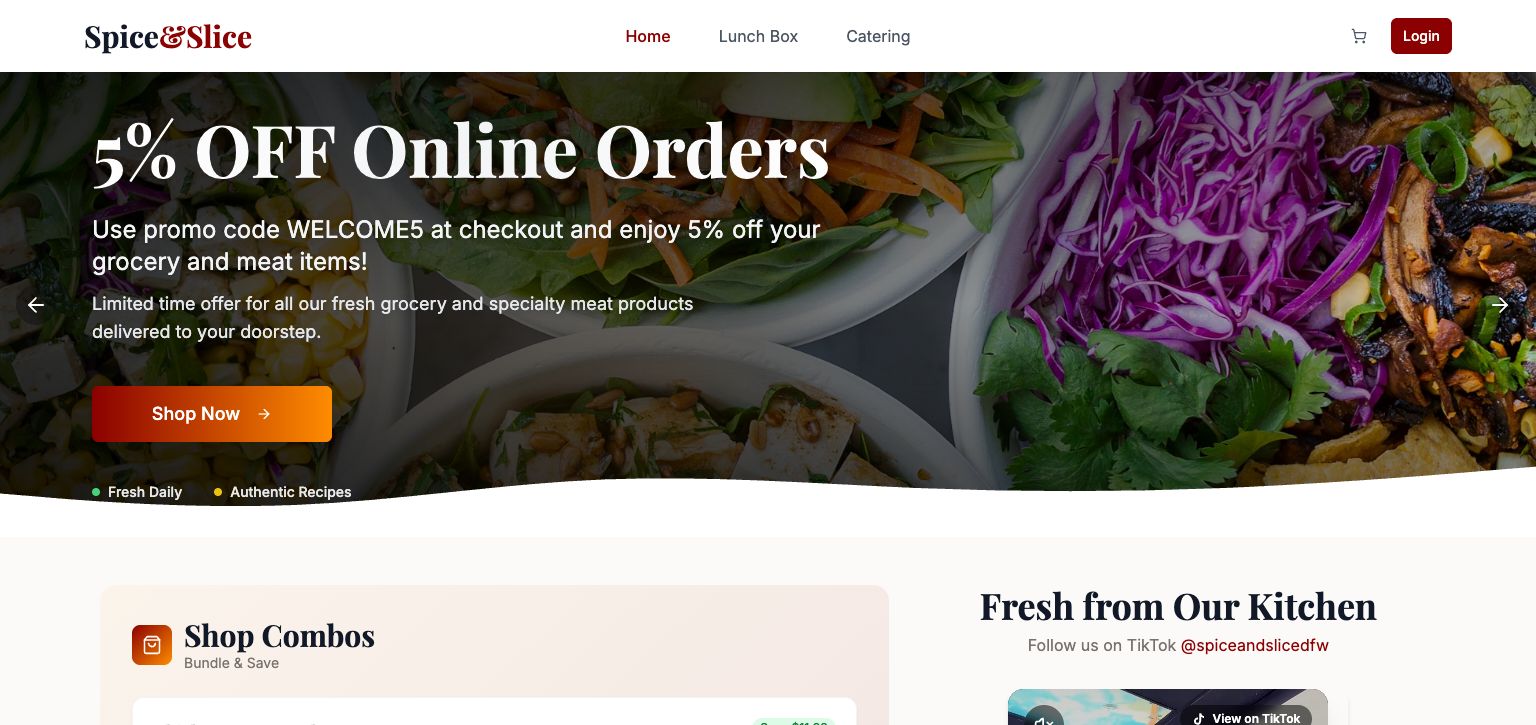 Spice&Slice
Home
Lunch Box
Catering
Login
5% OFF Online Orders
Use promo code WELCOME5 at checkout and enjoy 5% off your
grocery and meat items!
Limited time offer for all our fresh grocery and specialty meat products
delivered to your doorstep.
Shop Now
Fresh Daily
Authentic Recipes
Shop Combos
Bundle & Save
Fresh from Our Kitchen
Follow us on TikTok @spiceandslicedfw
View on TikTok